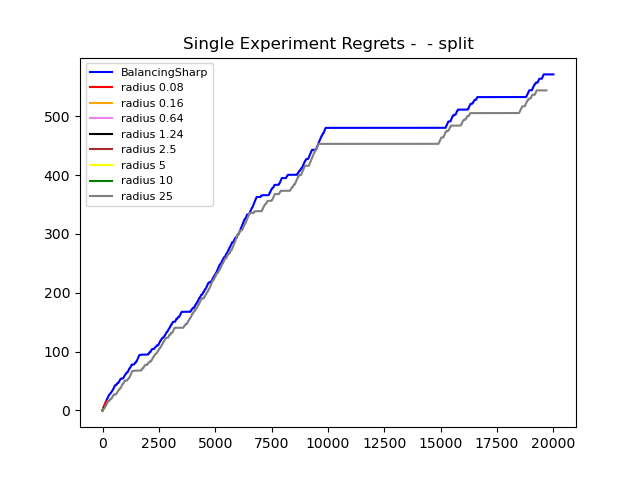 Single Experiment Regrets -  - split
BalancingSharp
radius 0.08
radius 0.16
radius 0.64
radius 1.24
radius 2.5
radius 5
radius 10
radius 25
500
400
300
200
100
0
0 2500 5000 7500 10000 12500 15000 17500 20000